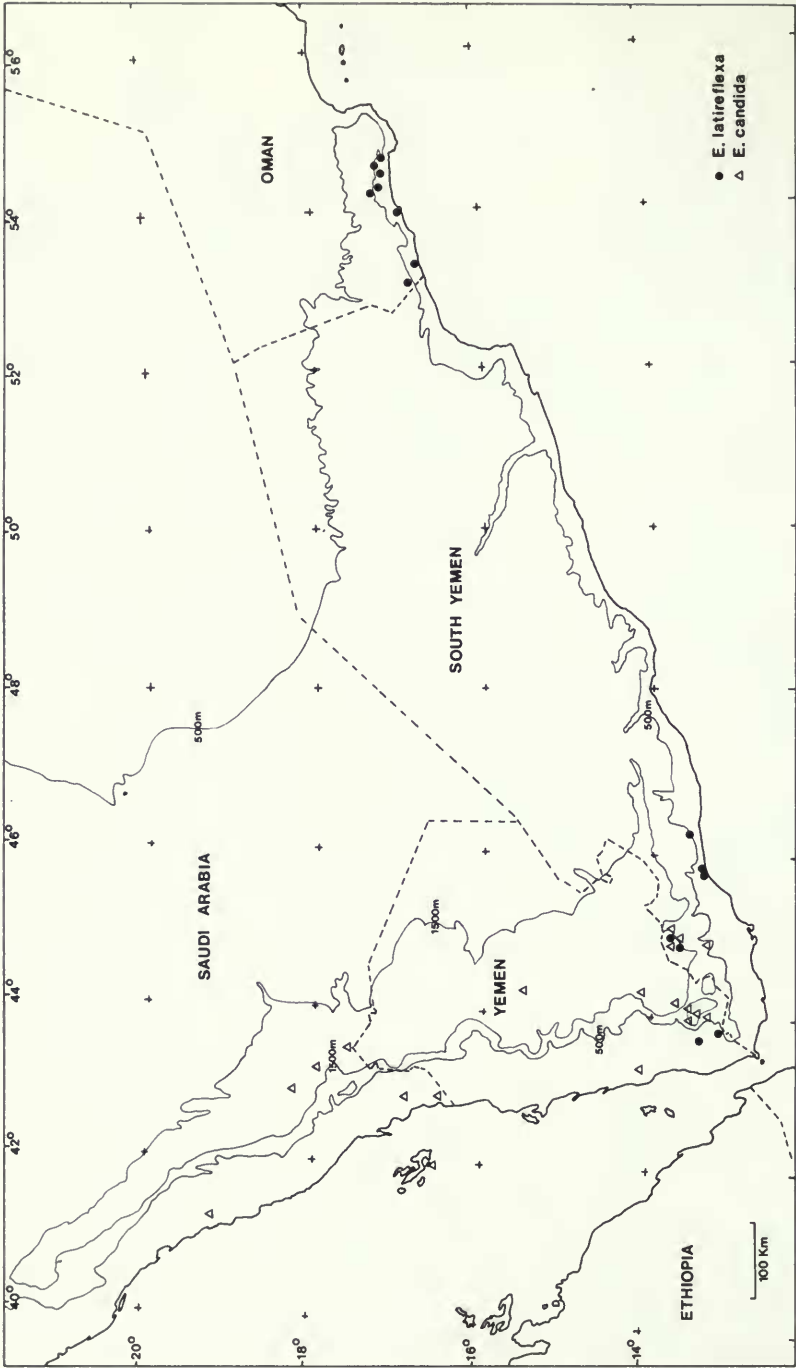 40°
42°
44°
46°
48°
50°
52°
54°
56°
-20°
-18°
-16°
-14°
SAUDI ARABIA
OMAN
YEMEN
SOUTH YEMEN
ETHIOPIA
500m
1500m
1500m
500m
500m
100 Km
● E. latireflexa
△ E. candida